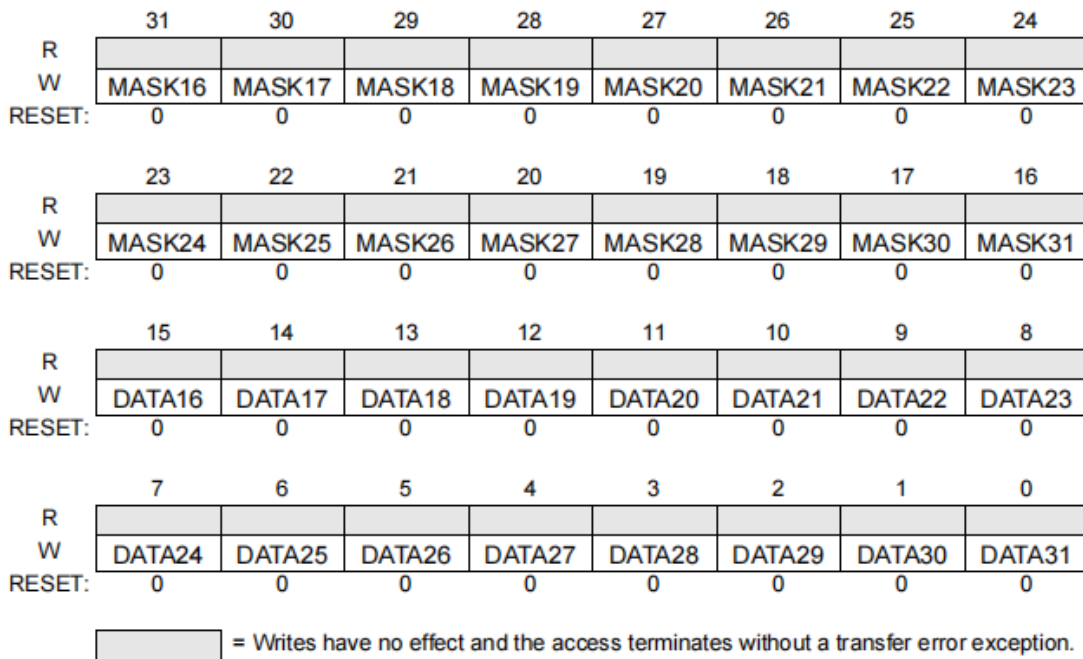 31 30 29 28 27 26 25 24
R
W MASK16 MASK17 MASK18 MASK19 MASK20 MASK21 MASK22 MASK23
RESET: 0 0 0 0 0 0 0 0
23 22 21 20 19 18 17 16
R
W MASK24 MASK25 MASK26 MASK27 MASK28 MASK29 MASK30 MASK31
RESET: 0 0 0 0 0 0 0 0
15 14 13 12 11 10 9 8
R
W DATA16 DATA17 DATA18 DATA19 DATA20 DATA21 DATA22 DATA23
RESET: 0 0 0 0 0 0 0 0
7 6 5 4 3 2 1 0
R
W DATA24 DATA25 DATA26 DATA27 DATA28 DATA29 DATA30 DATA31
RESET: 0 0 0 0 0 0 0 0
= Writes have no effect and the access terminates without a transfer error exception.